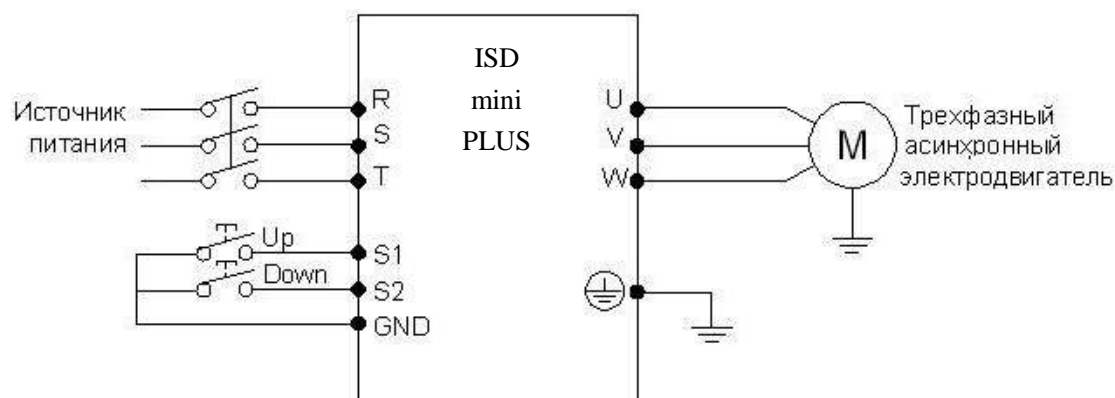 ISD
mini
PLUS
Источник
питания
R
S
T
Up
S1
Down
S2
GND
U
V
W
M
Трехфазный
асинхронный
электродвигатель